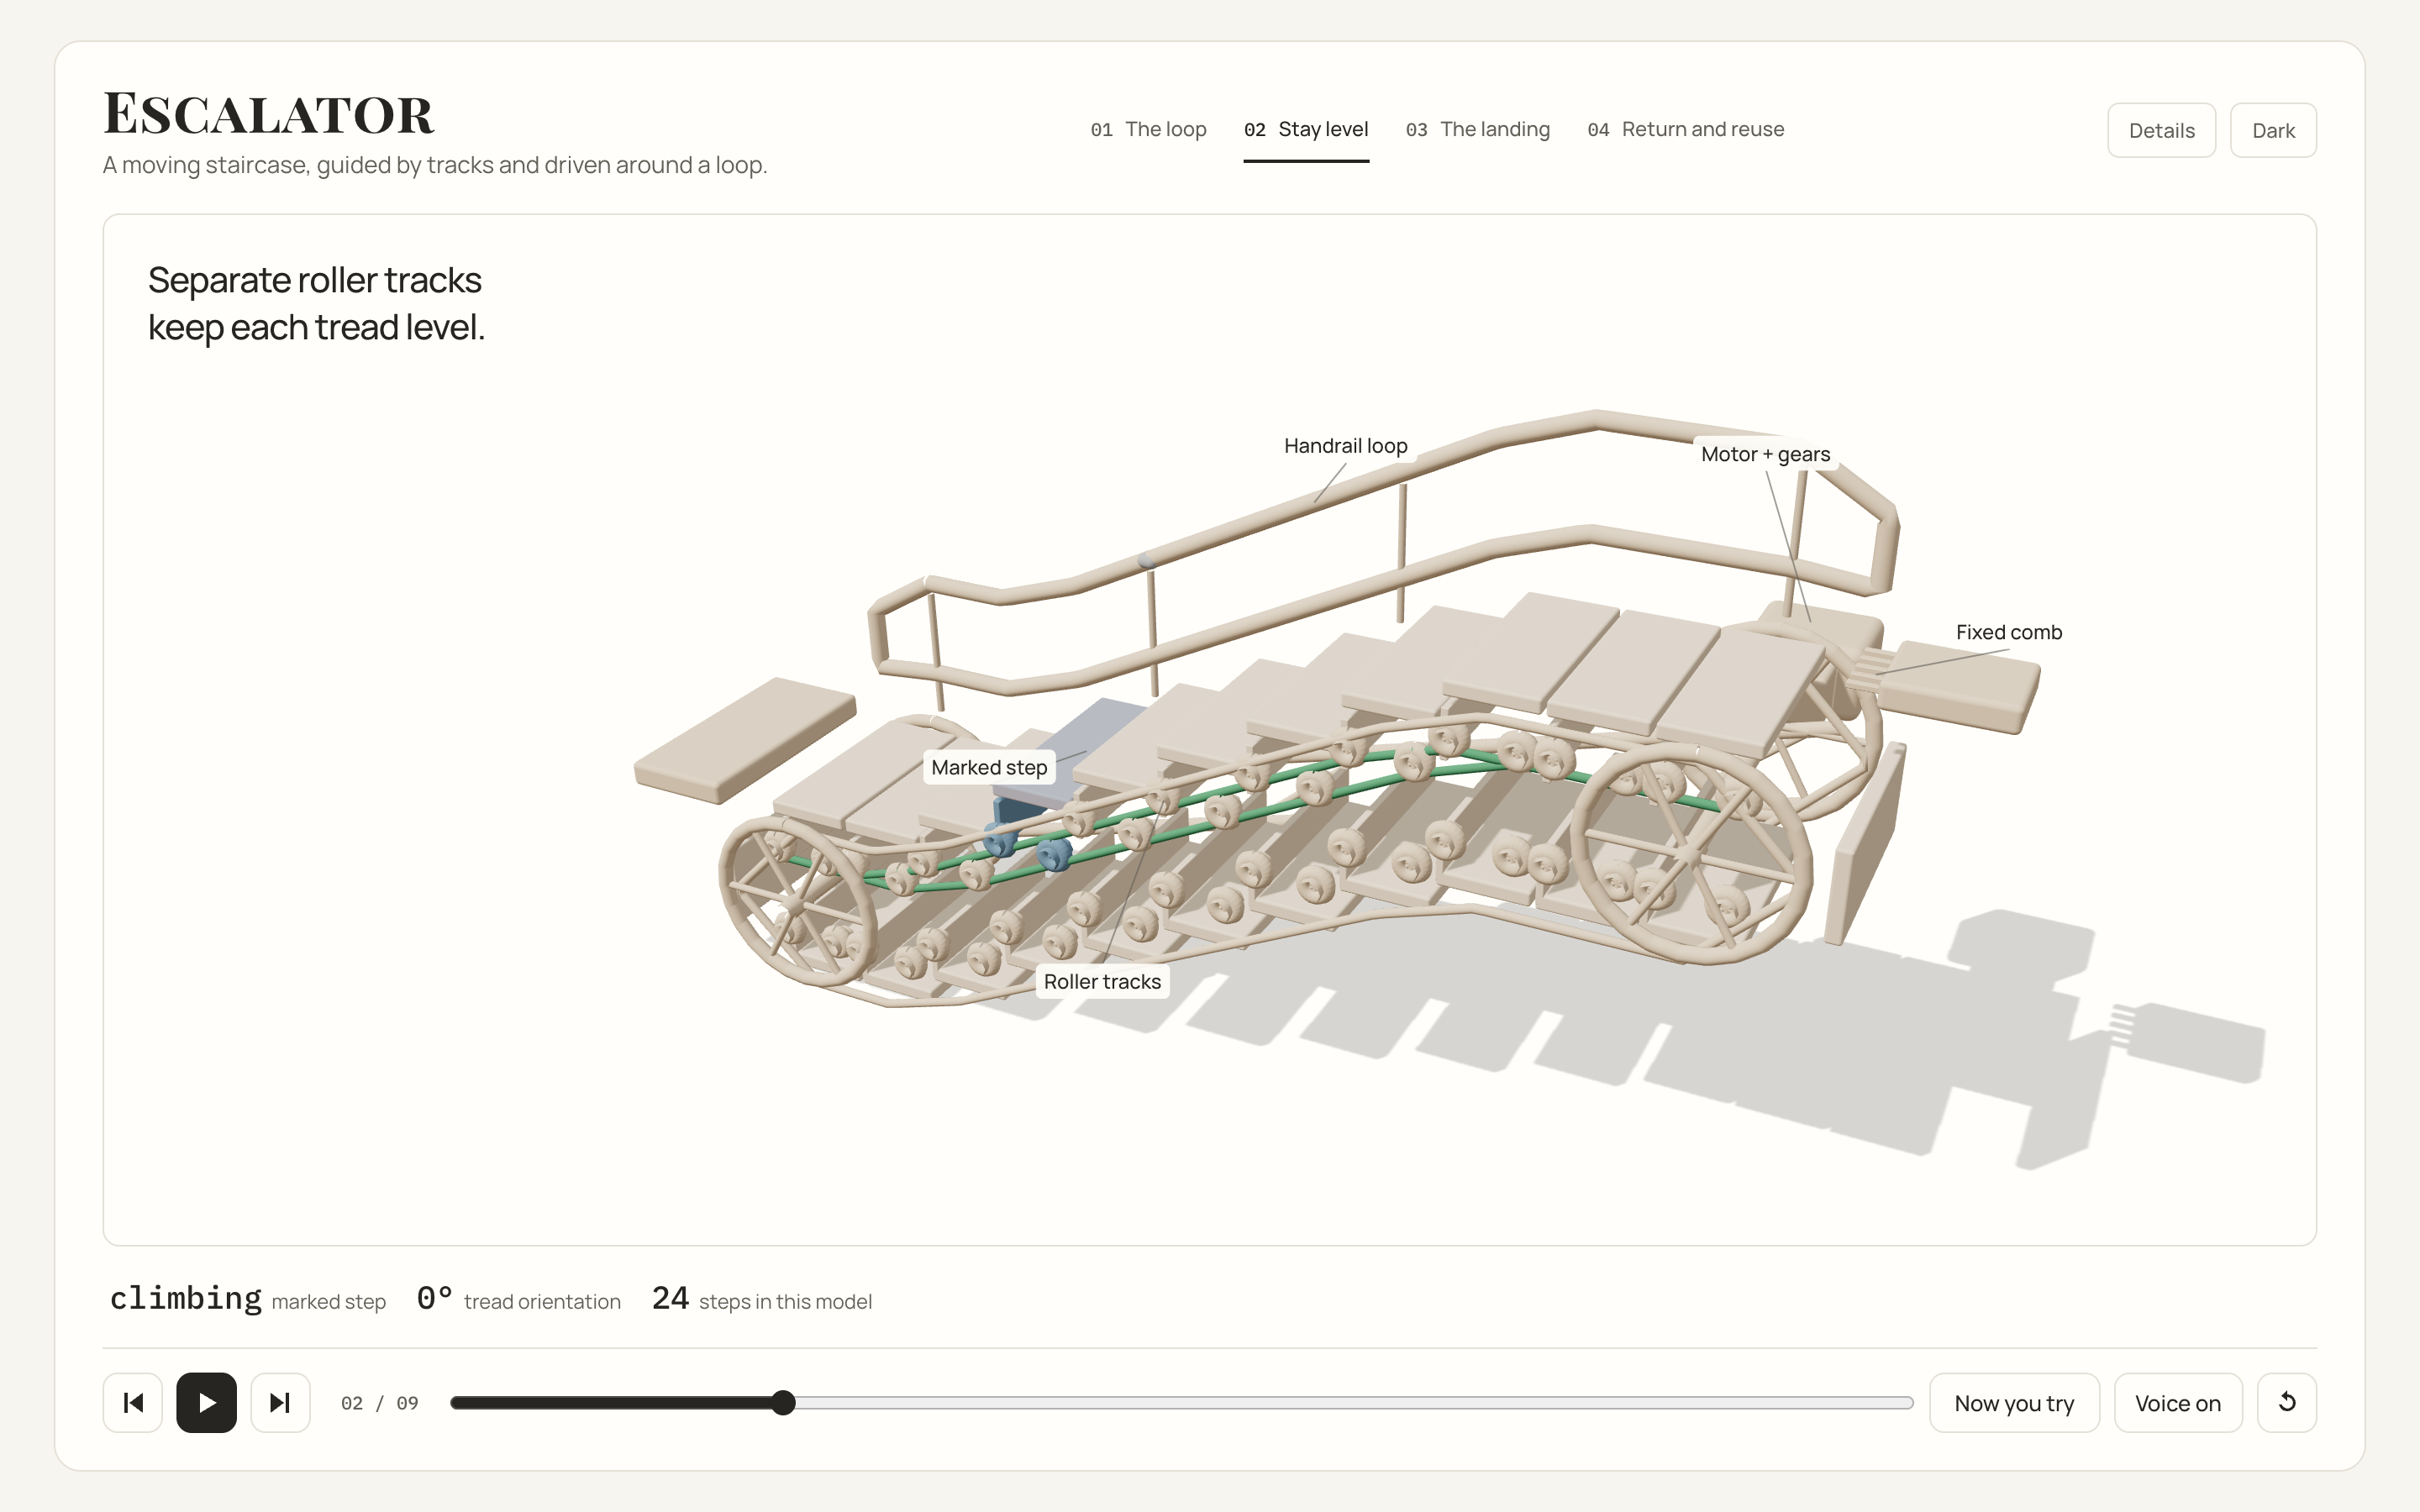 ESCALATOR
A moving staircase, guided by tracks and driven around a loop.
01 The loop
02 Stay level
03 The landing
04 Return and reuse
Details
Dark
Separate roller tracks
keep each tread level.
Handrail loop
Motor + gears
Fixed comb
Marked step
Roller tracks
climbing marked step
0° tread orientation
24 steps in this model
02 / 09
Now you try
Voice on